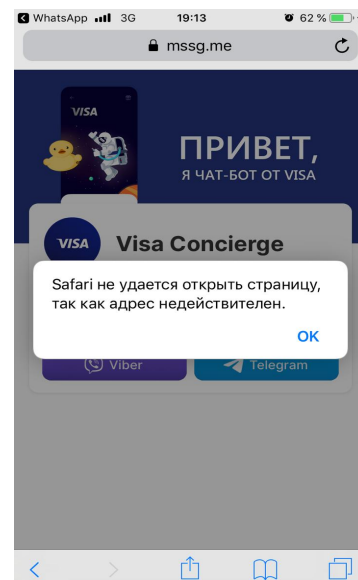 WhatsApp 3G 19:13 62 %
mssg.me
VISA
ПРИВЕТ,
Я ЧАТ-БОТ ОТ VISA
VISA Visa Concierge
Safari не удается открыть страницу,
так как адрес недействителен.
ОК
Viber Telegram